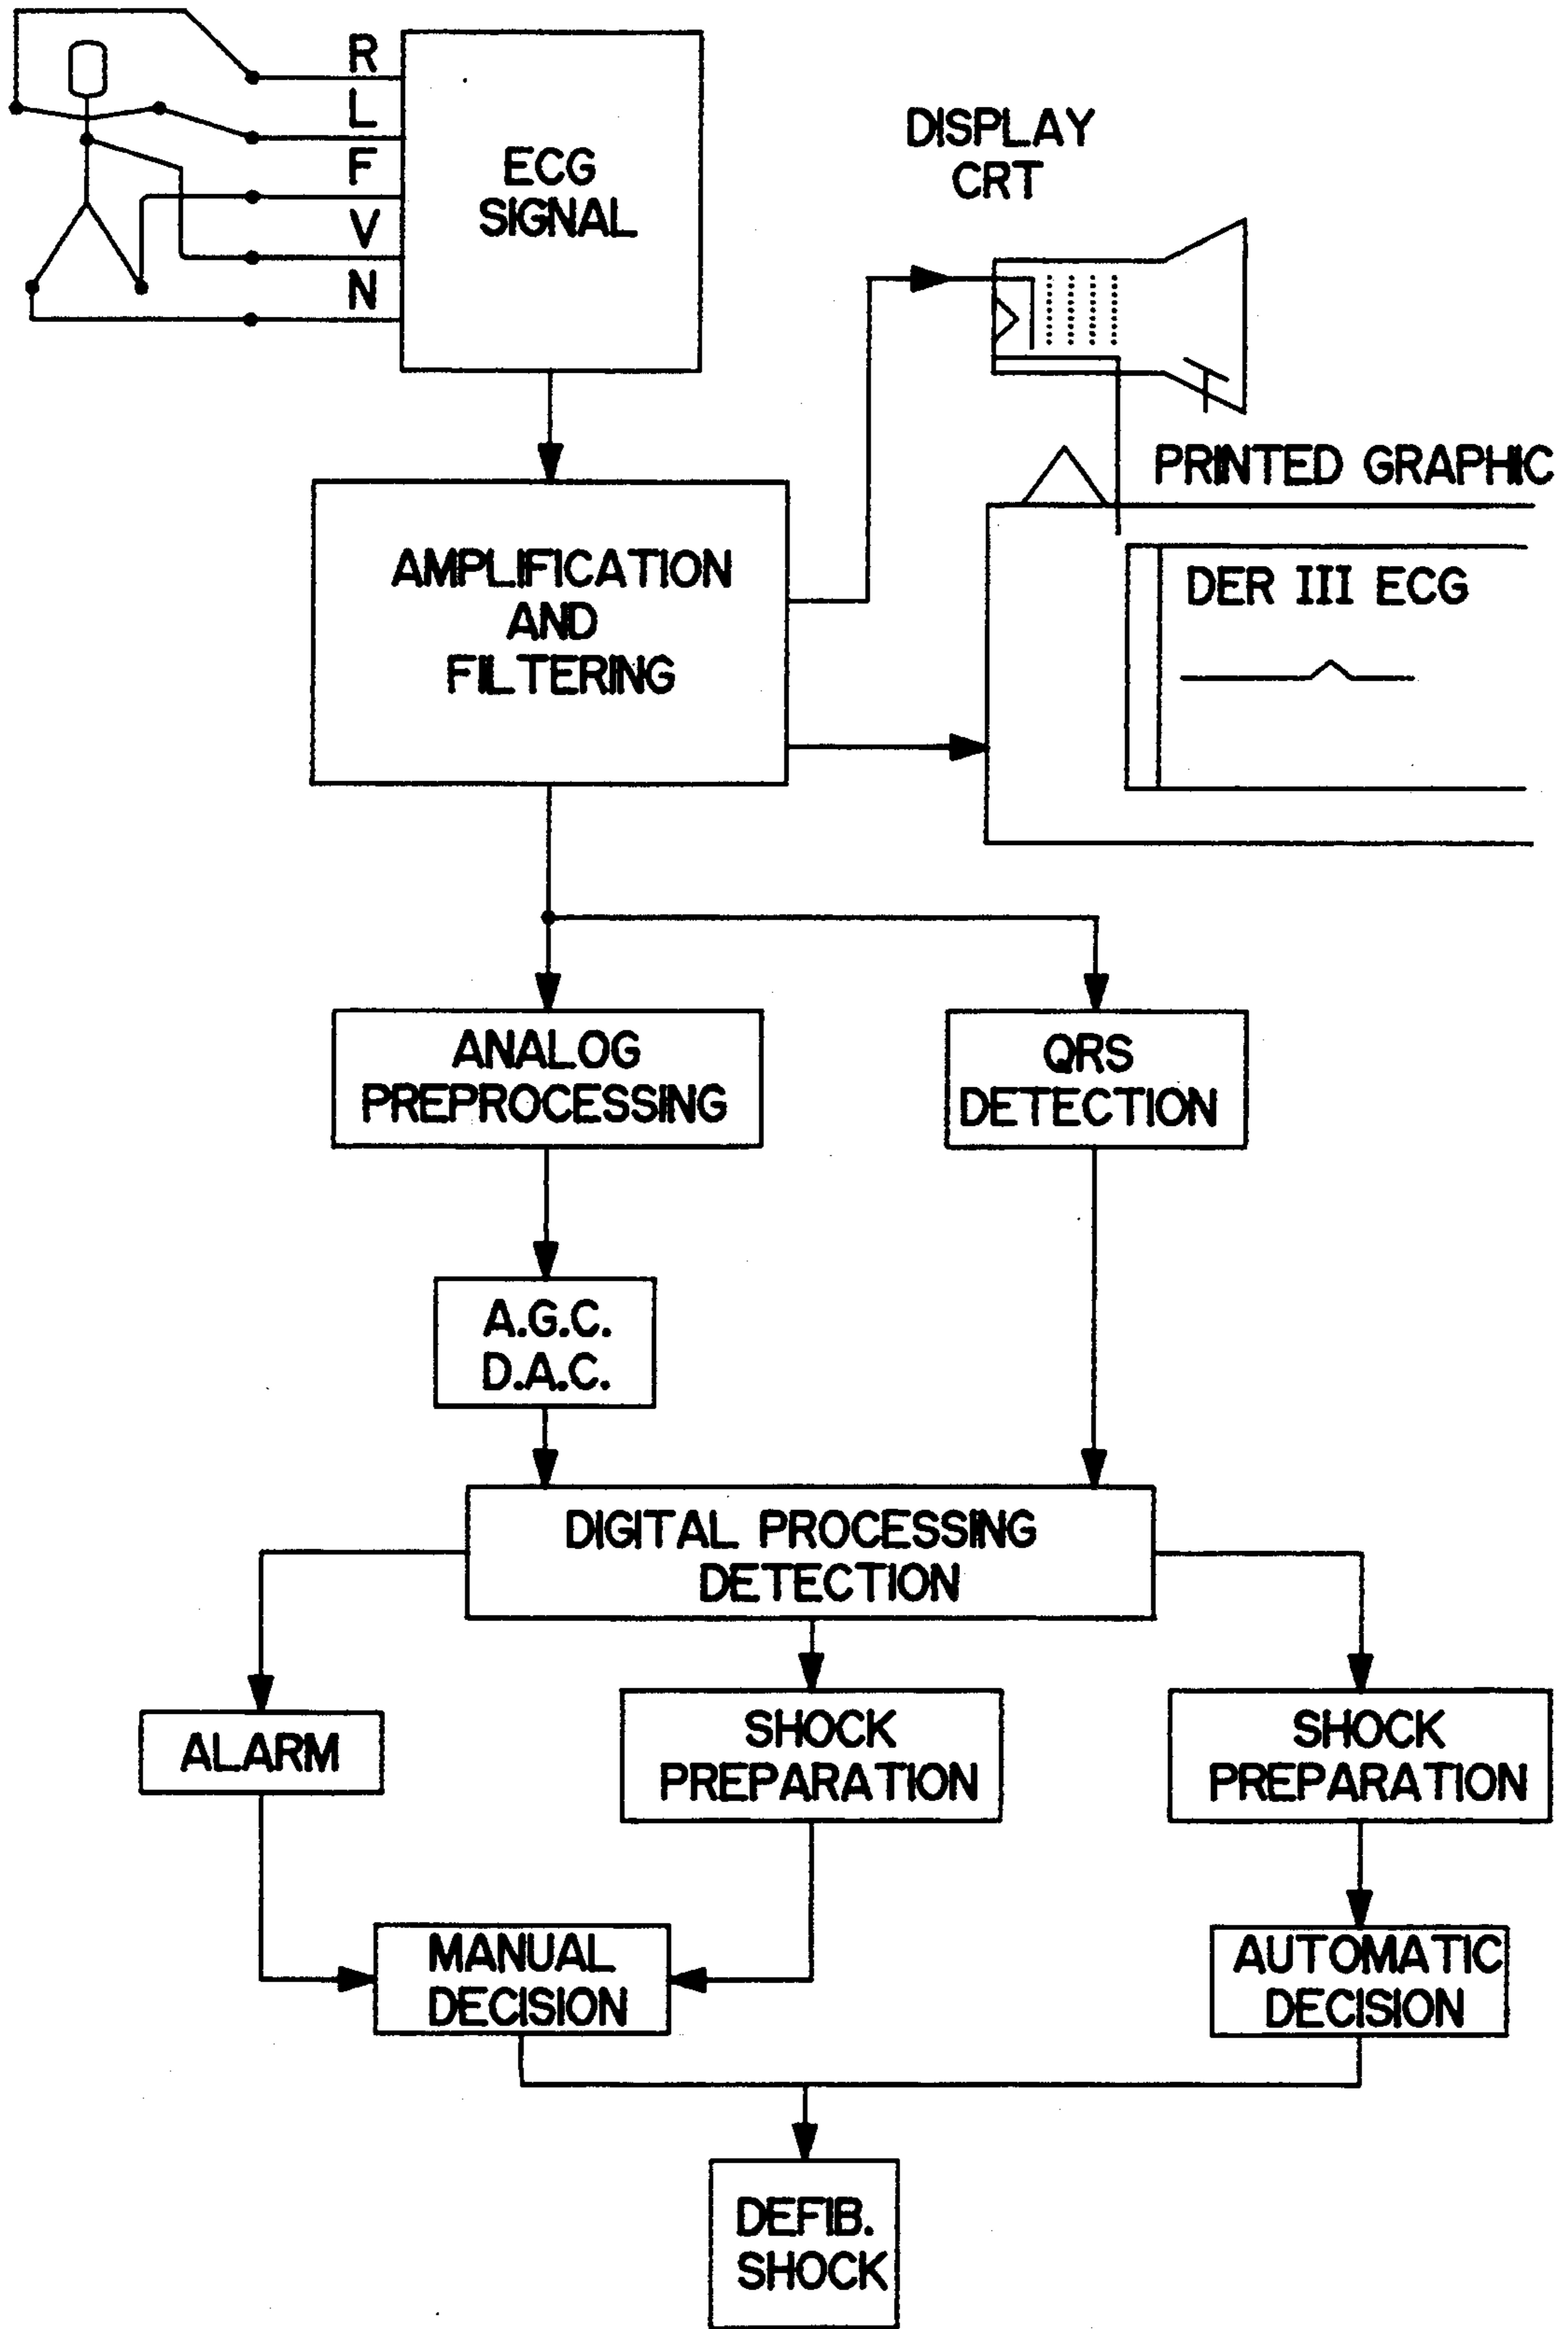 R
L
F
V
N
ECG
SIGNAL
DISPLAY
CRT
PRINTED GRAPHIC
DER III ECG
AMPLIFICATION
AND
FILTERING
ANALOG
PREPROCESSING
QRS
DETECTION
A.G.C.
D.A.C.
DIGITAL PROCESSING
DETECTION
ALARM
SHOCK
PREPARATION
SHOCK
PREPARATION
MANUAL
DECISION
AUTOMATIC
DECISION
DEFIB.
SHOCK